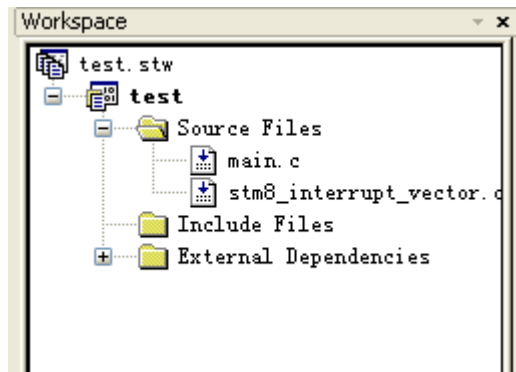 Workspace
test.stw
test
Source Files
main.c
stm8_interrupt_vector.c
Include Files
External Dependencies